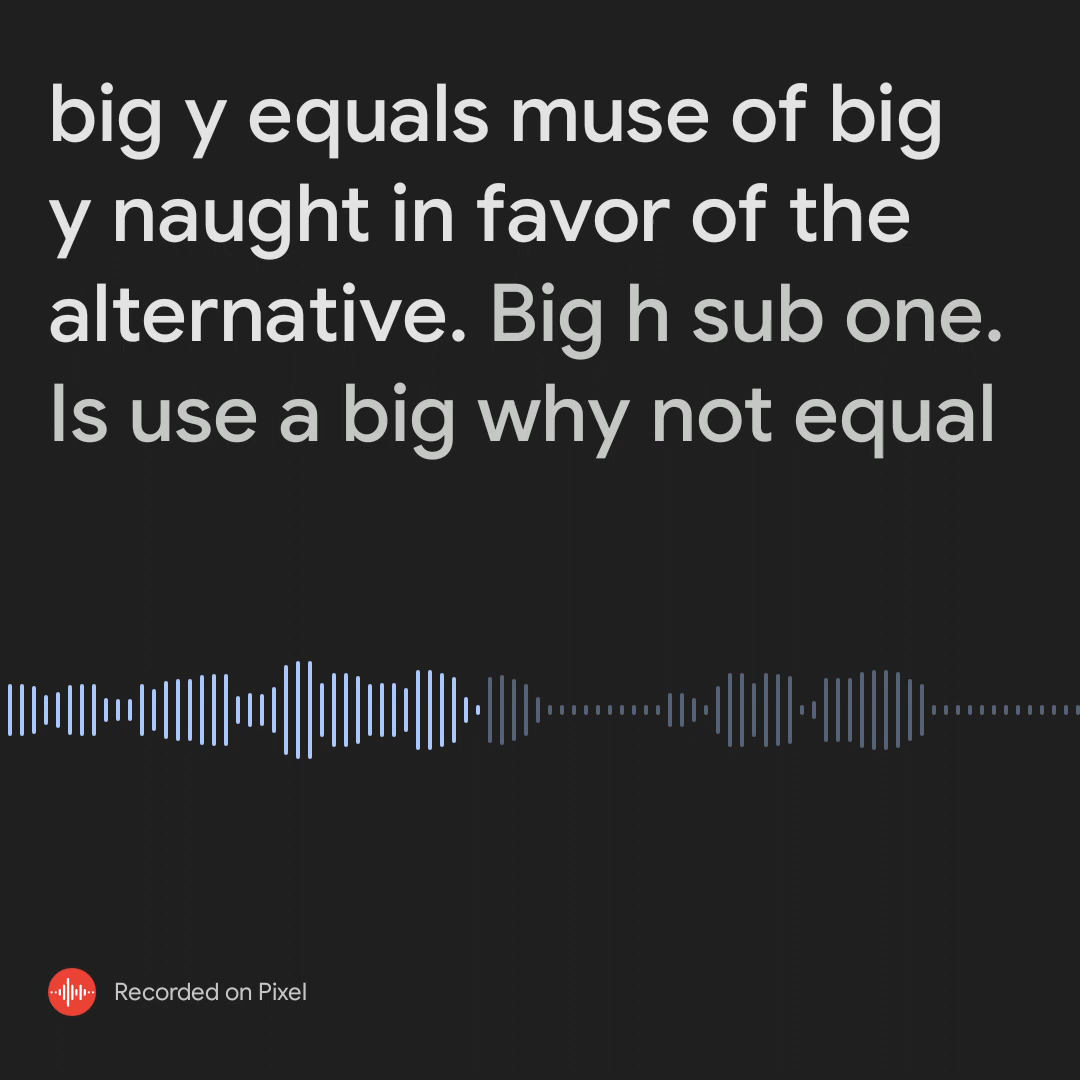 big y equals muse of big
y naught in favor of the
alternative. Big h sub one.
Is use a big why not equal
Recorded on Pixel